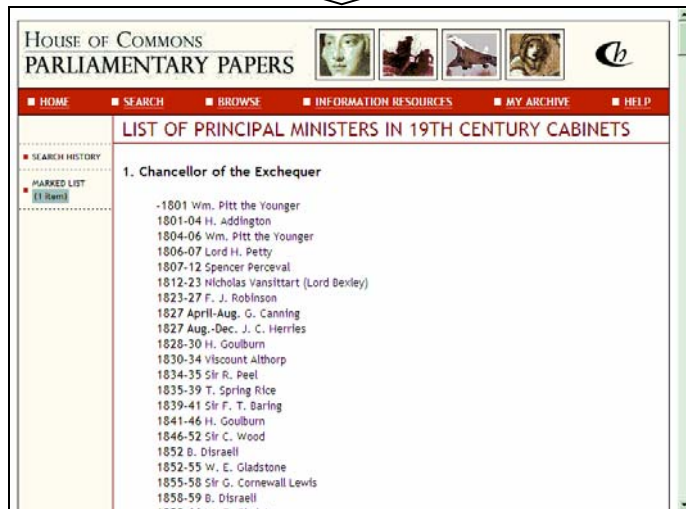 HOUSE OF COMMONS
PARLIAMENTARY PAPERS
Ch
HOME SEARCH BROWSE INFORMATION RESOURCES MY ARCHIVE HELP
LIST OF PRINCIPAL MINISTERS IN 19TH CENTURY CABINETS
SEARCH HISTORY
MARKED LIST
(1 item)
1. Chancellor of the Exchequer
-1801 Wm. Pitt the Younger
1801-04 H. Addington
1804-06 Wm. Pitt the Younger
1806-07 Lord H. Petty
1807-12 Spencer Perceval
1812-23 Nicholas Vansittart (Lord Bexley)
1823-27 F. J. Robinson
1827 April-Aug. G. Canning
1827 Aug.-Dec. J. C. Herries
1828-30 H. Goulburn
1830-34 Viscount Althorp
1834-35 Sir R. Peel
1835-39 T. Spring Rice
1839-41 Sir F. T. Baring
1841-46 H. Goulburn
1846-52 Sir C. Wood
1852 B. Disraeli
1852-55 W. E. Gladstone
1855-58 Sir G. Cornewall Lewis
1858-59 B. Disraeli